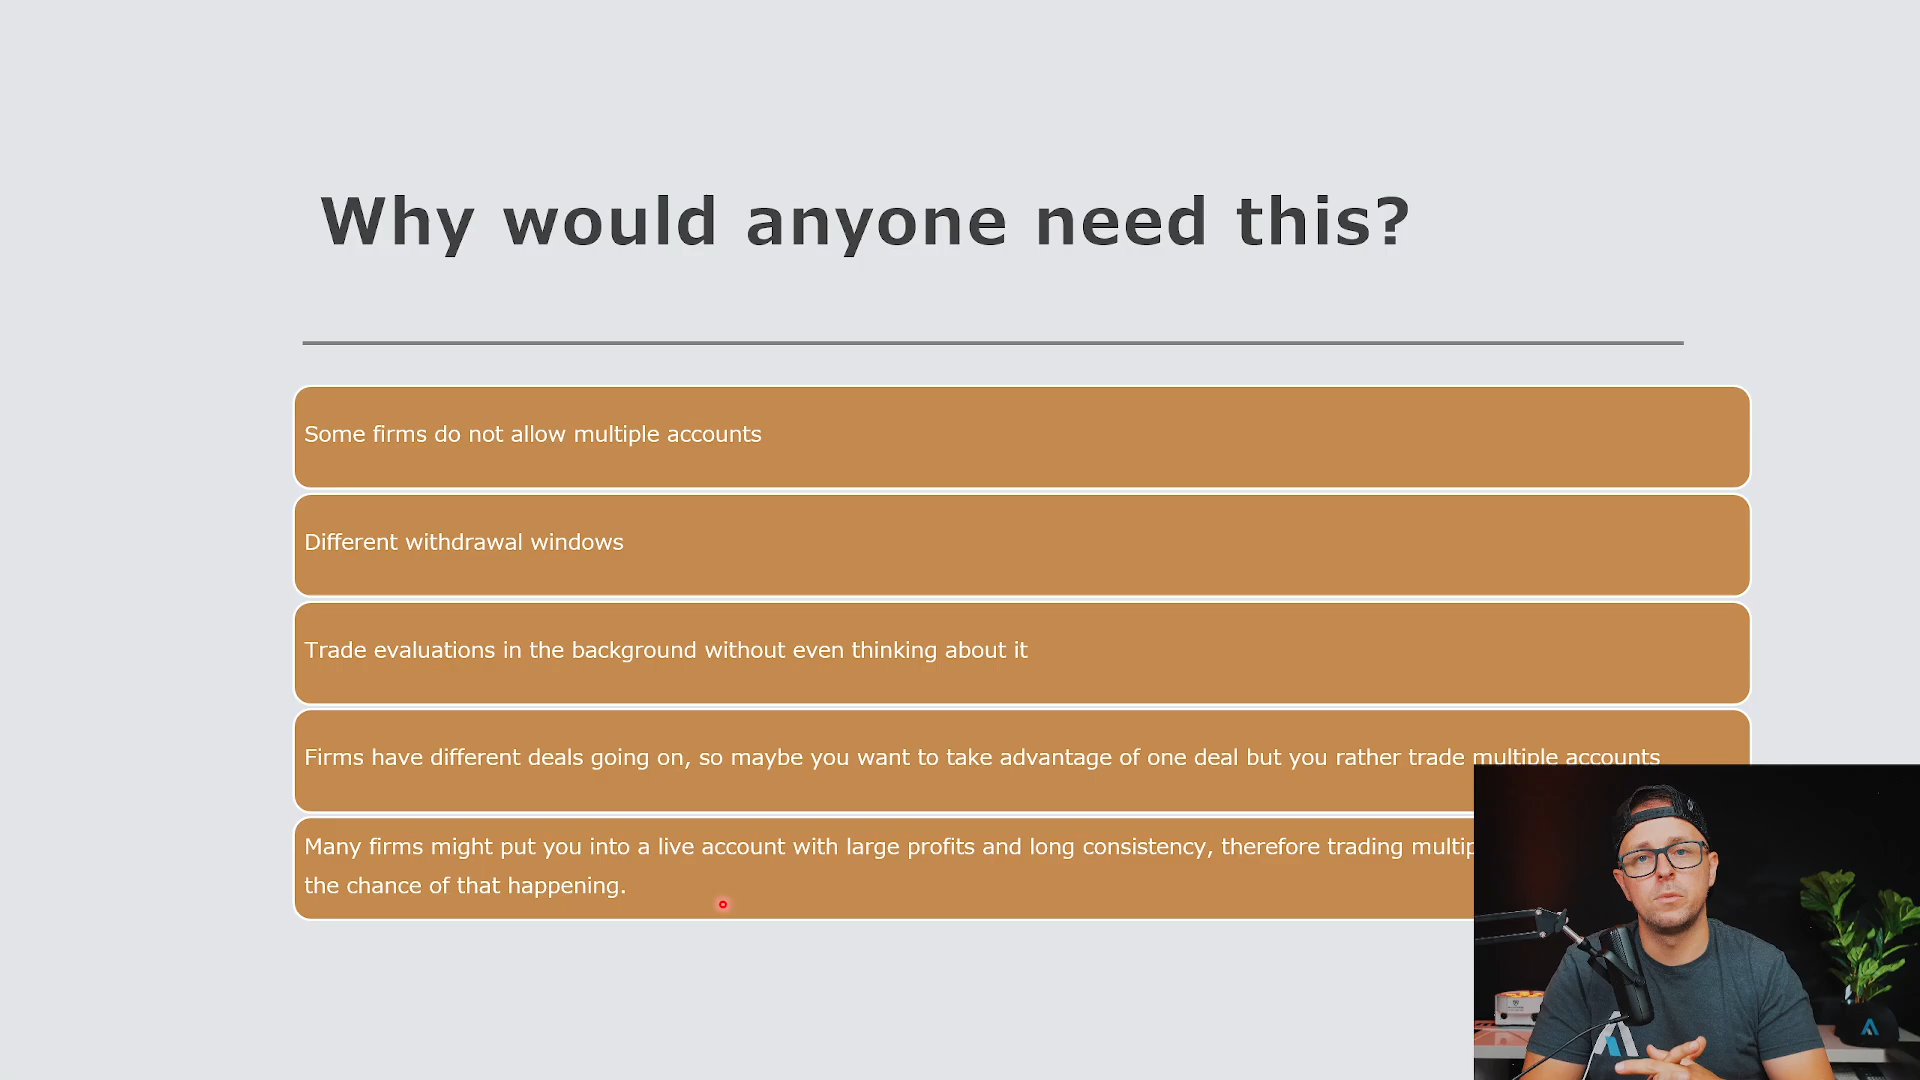 Why would anyone need this?
Some firms do not allow multiple accounts
Different withdrawal windows
Trade evaluations in the background without even thinking about it
Firms have different deals going on, so maybe you want to take advantage of one deal but you rather trade multiple accounts
Many firms might put you into a live account with large profits and long consistency, therefore trading
the chance of that happening.